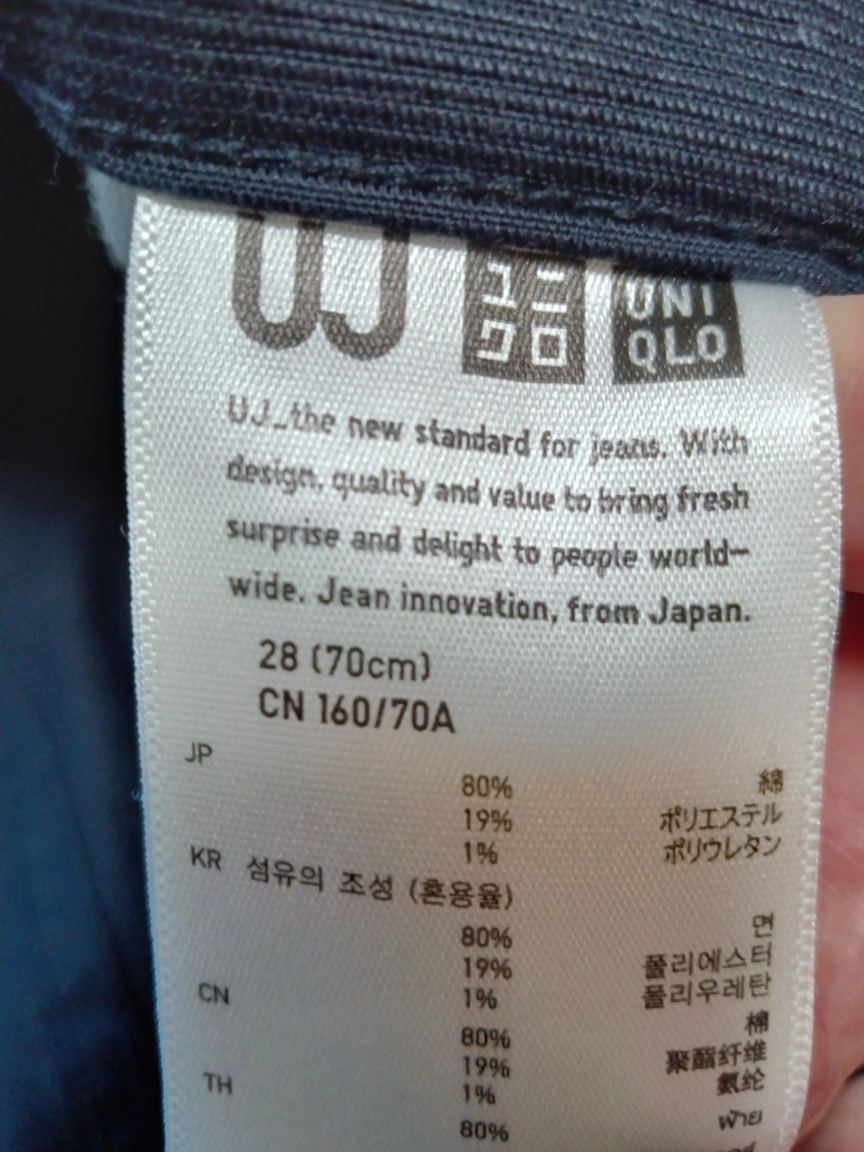 UJ
ユニ
クロ
UNI
QLO
UJ_the new standard for jeans. With
design, quality and value to bring fresh
surprise and delight to people world-
wide. Jean innovation, from Japan.
28 (70cm)
CN 160/70A
JP
80% 綿
19% ポリエステル
1% ポリウレタン
KR 섬유의 조성 (혼용율)
80% 면
19% 폴리에스터
1% 폴리우레탄
CN
80% 棉
19% 聚酯纤维
1% 氨纶
TH
80% ฝ้าย